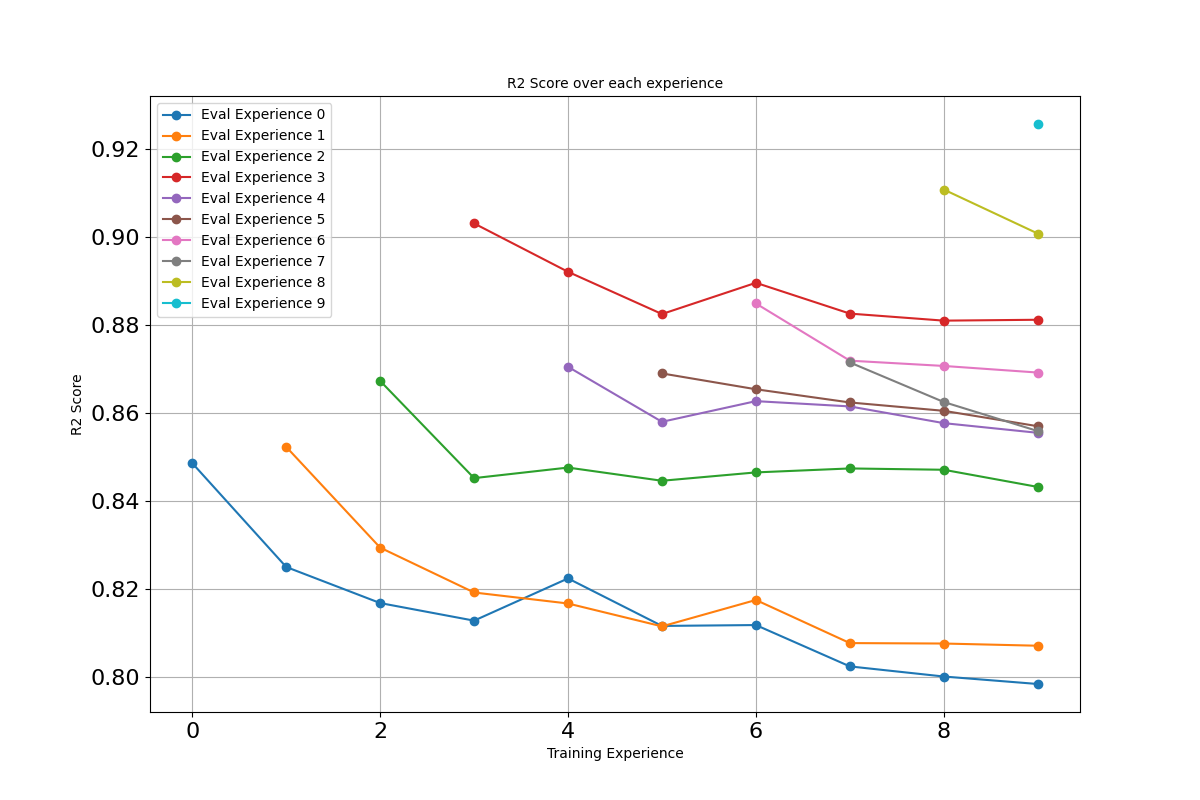 R2 Score over each experience
Eval Experience 0
Eval Experience 1
Eval Experience 2
Eval Experience 3
Eval Experience 4
Eval Experience 5
Eval Experience 6
Eval Experience 7
Eval Experience 8
Eval Experience 9
0.92
0.90
0.88
0.86
0.84
0.82
0.80
R2 Score
0 2 4 6 8
Training Experience